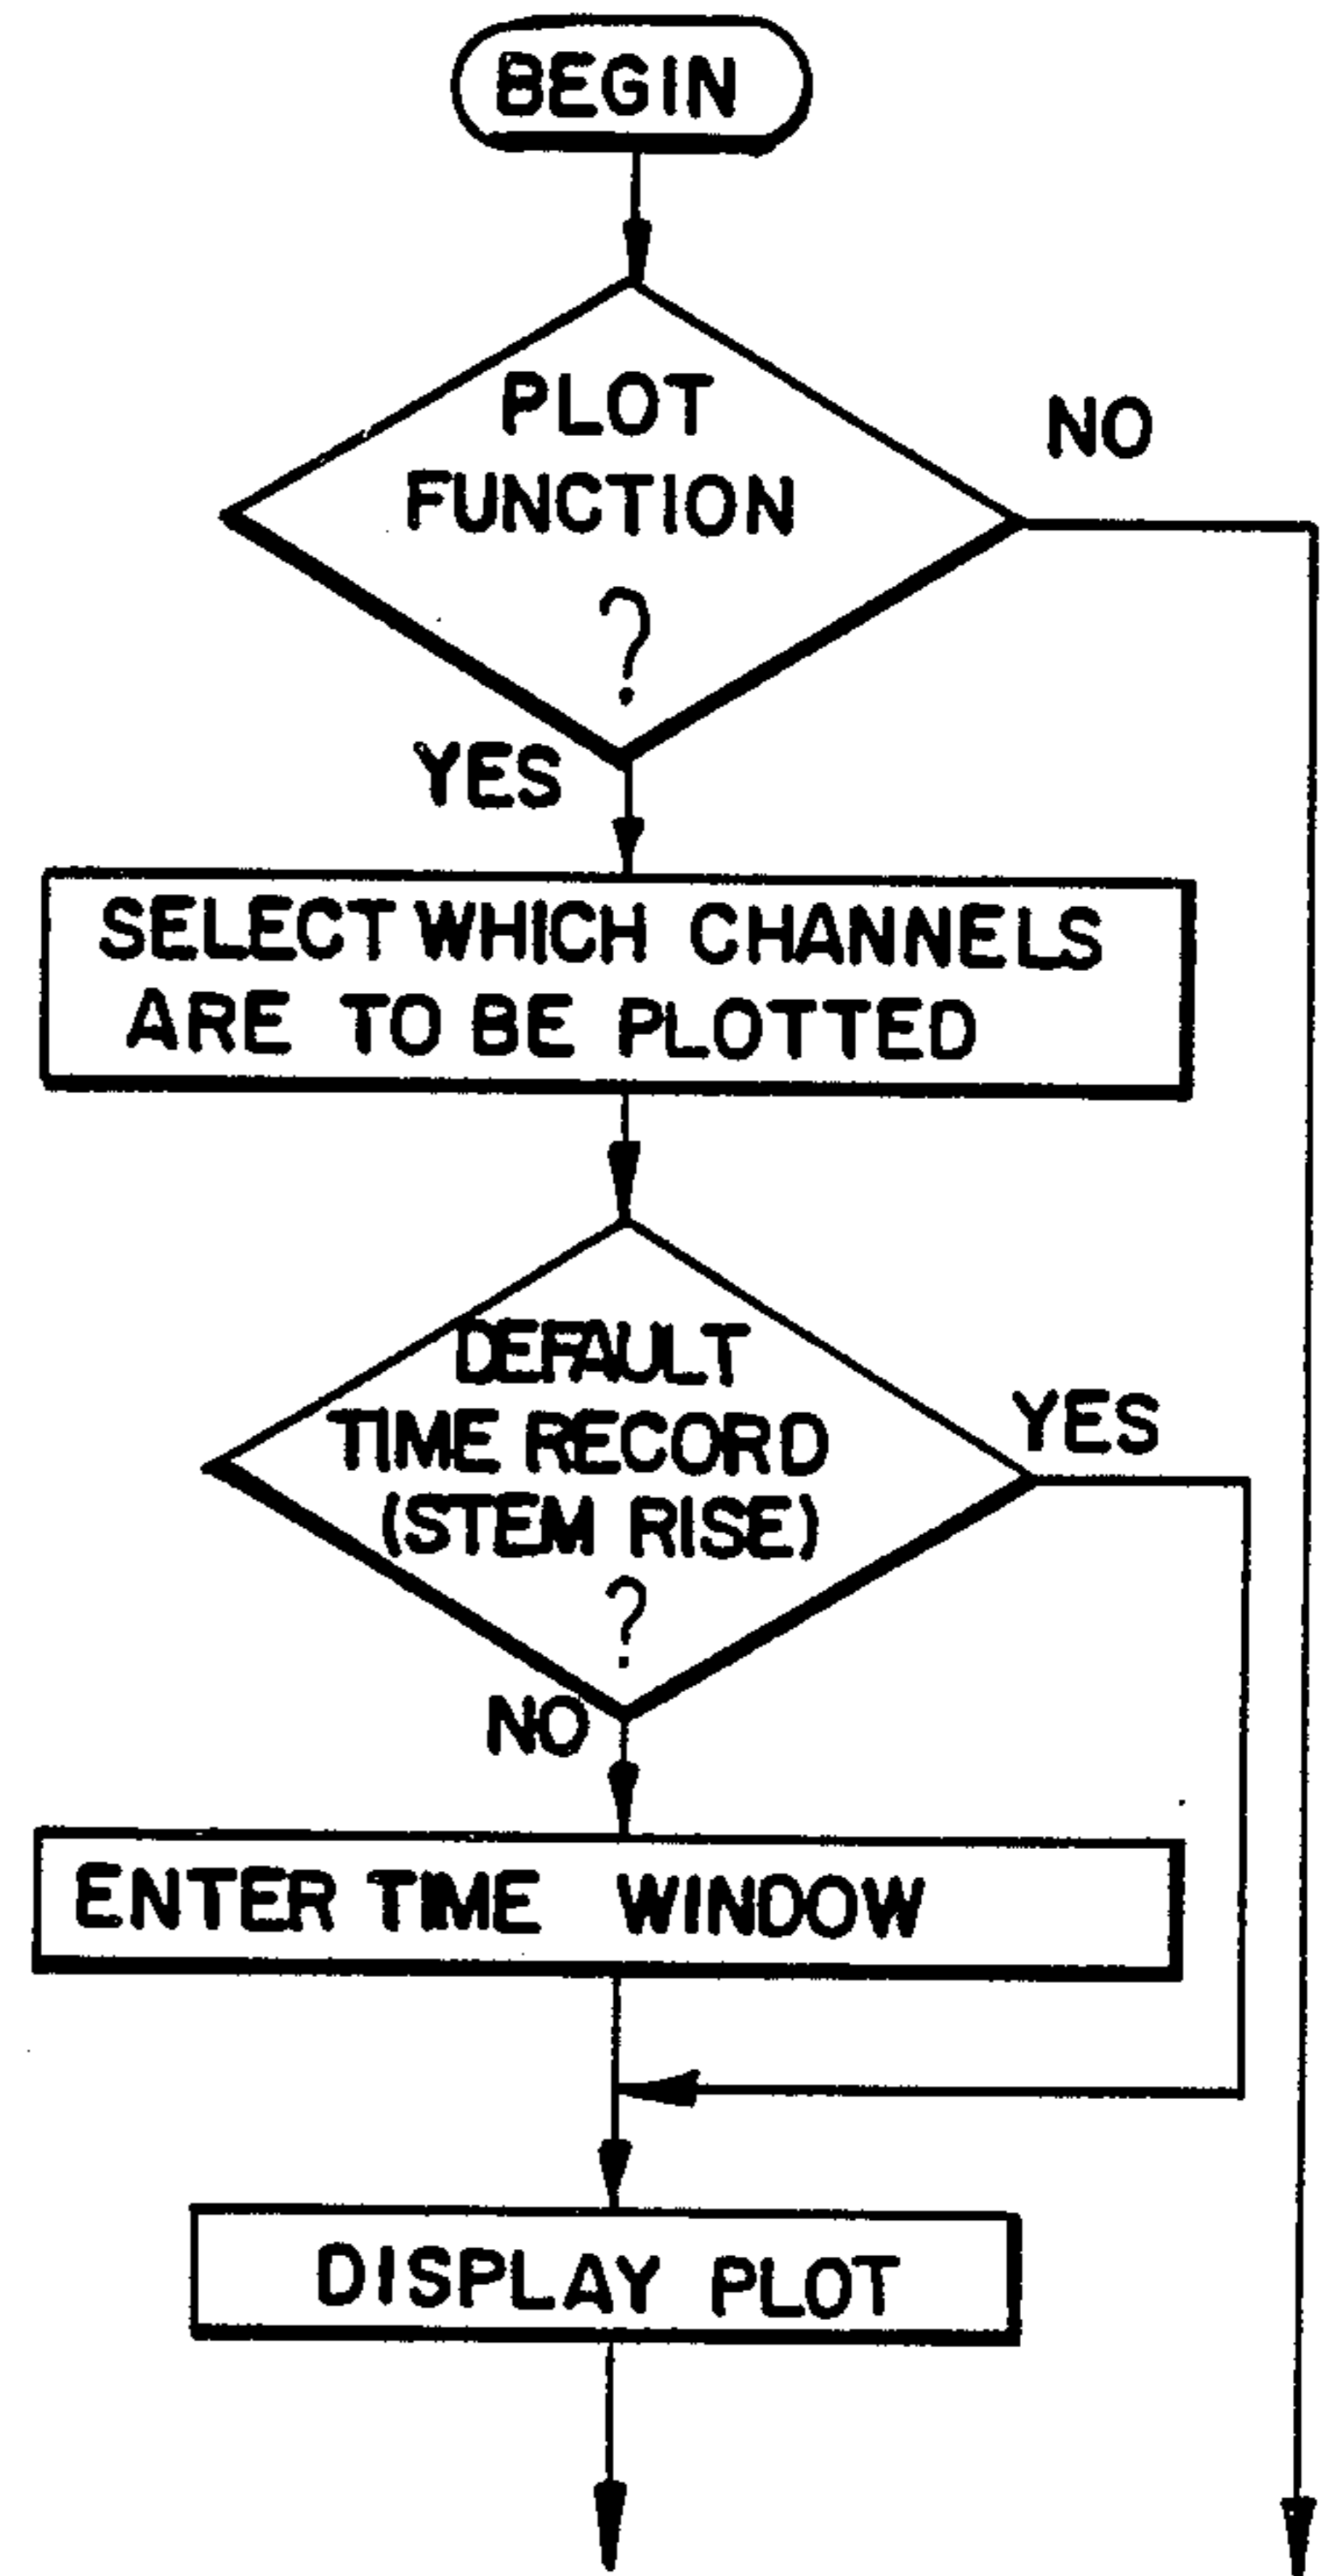 BEGIN
PLOT
FUNCTION
?
NO
YES
SELECT WHICH CHANNELS
ARE TO BE PLOTTED
DEFAULT
TIME RECORD
(STEM RISE)
?
YES
NO
ENTER TIME WINDOW
DISPLAY PLOT